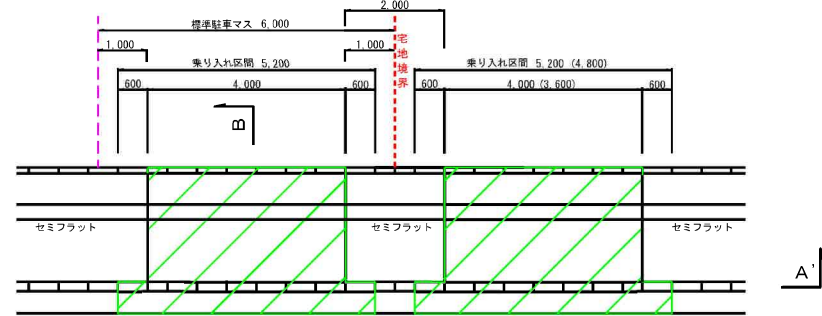 2,000
標準駐車マス 6,000
宅地境界
1,000
1,000
乗り入れ区間 5,200
乗り入れ区間 5,200 (4,800)
600
4,000
600
600
4,000 (3,600)
600
B
セミフラット
セミフラット
セミフラット
A'